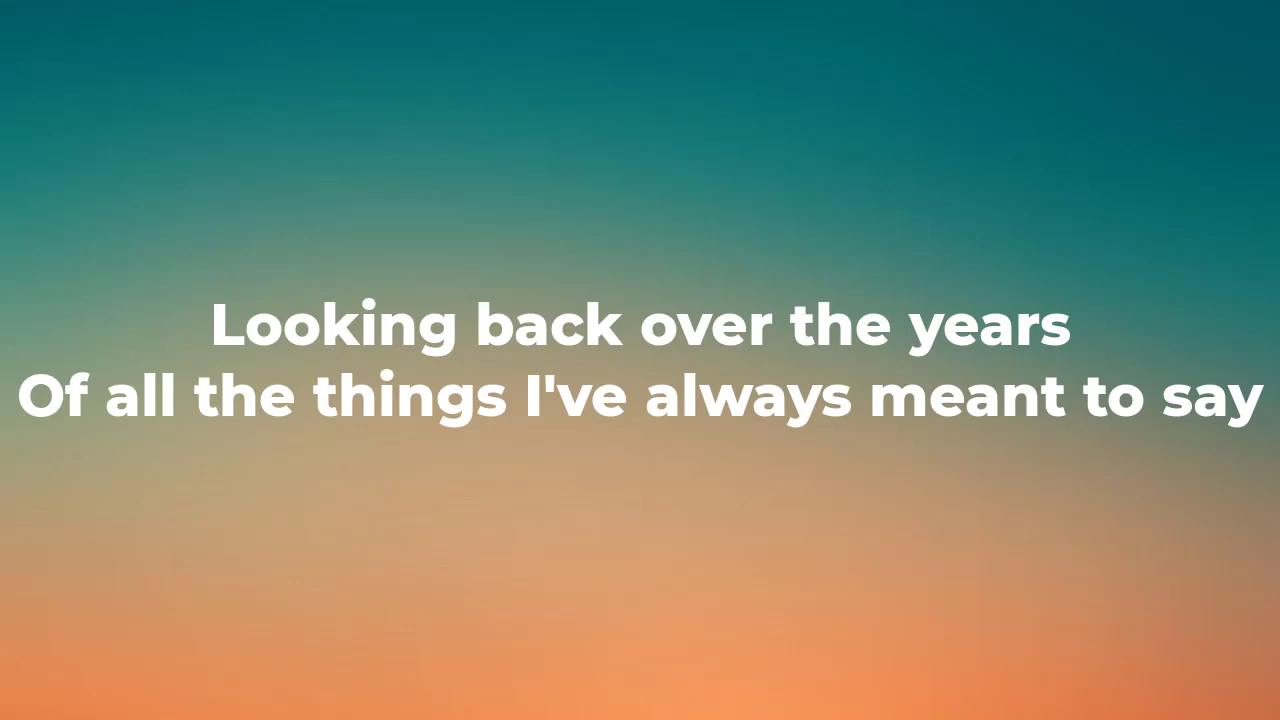 Looking back over the years
Of all the things I've always meant to say